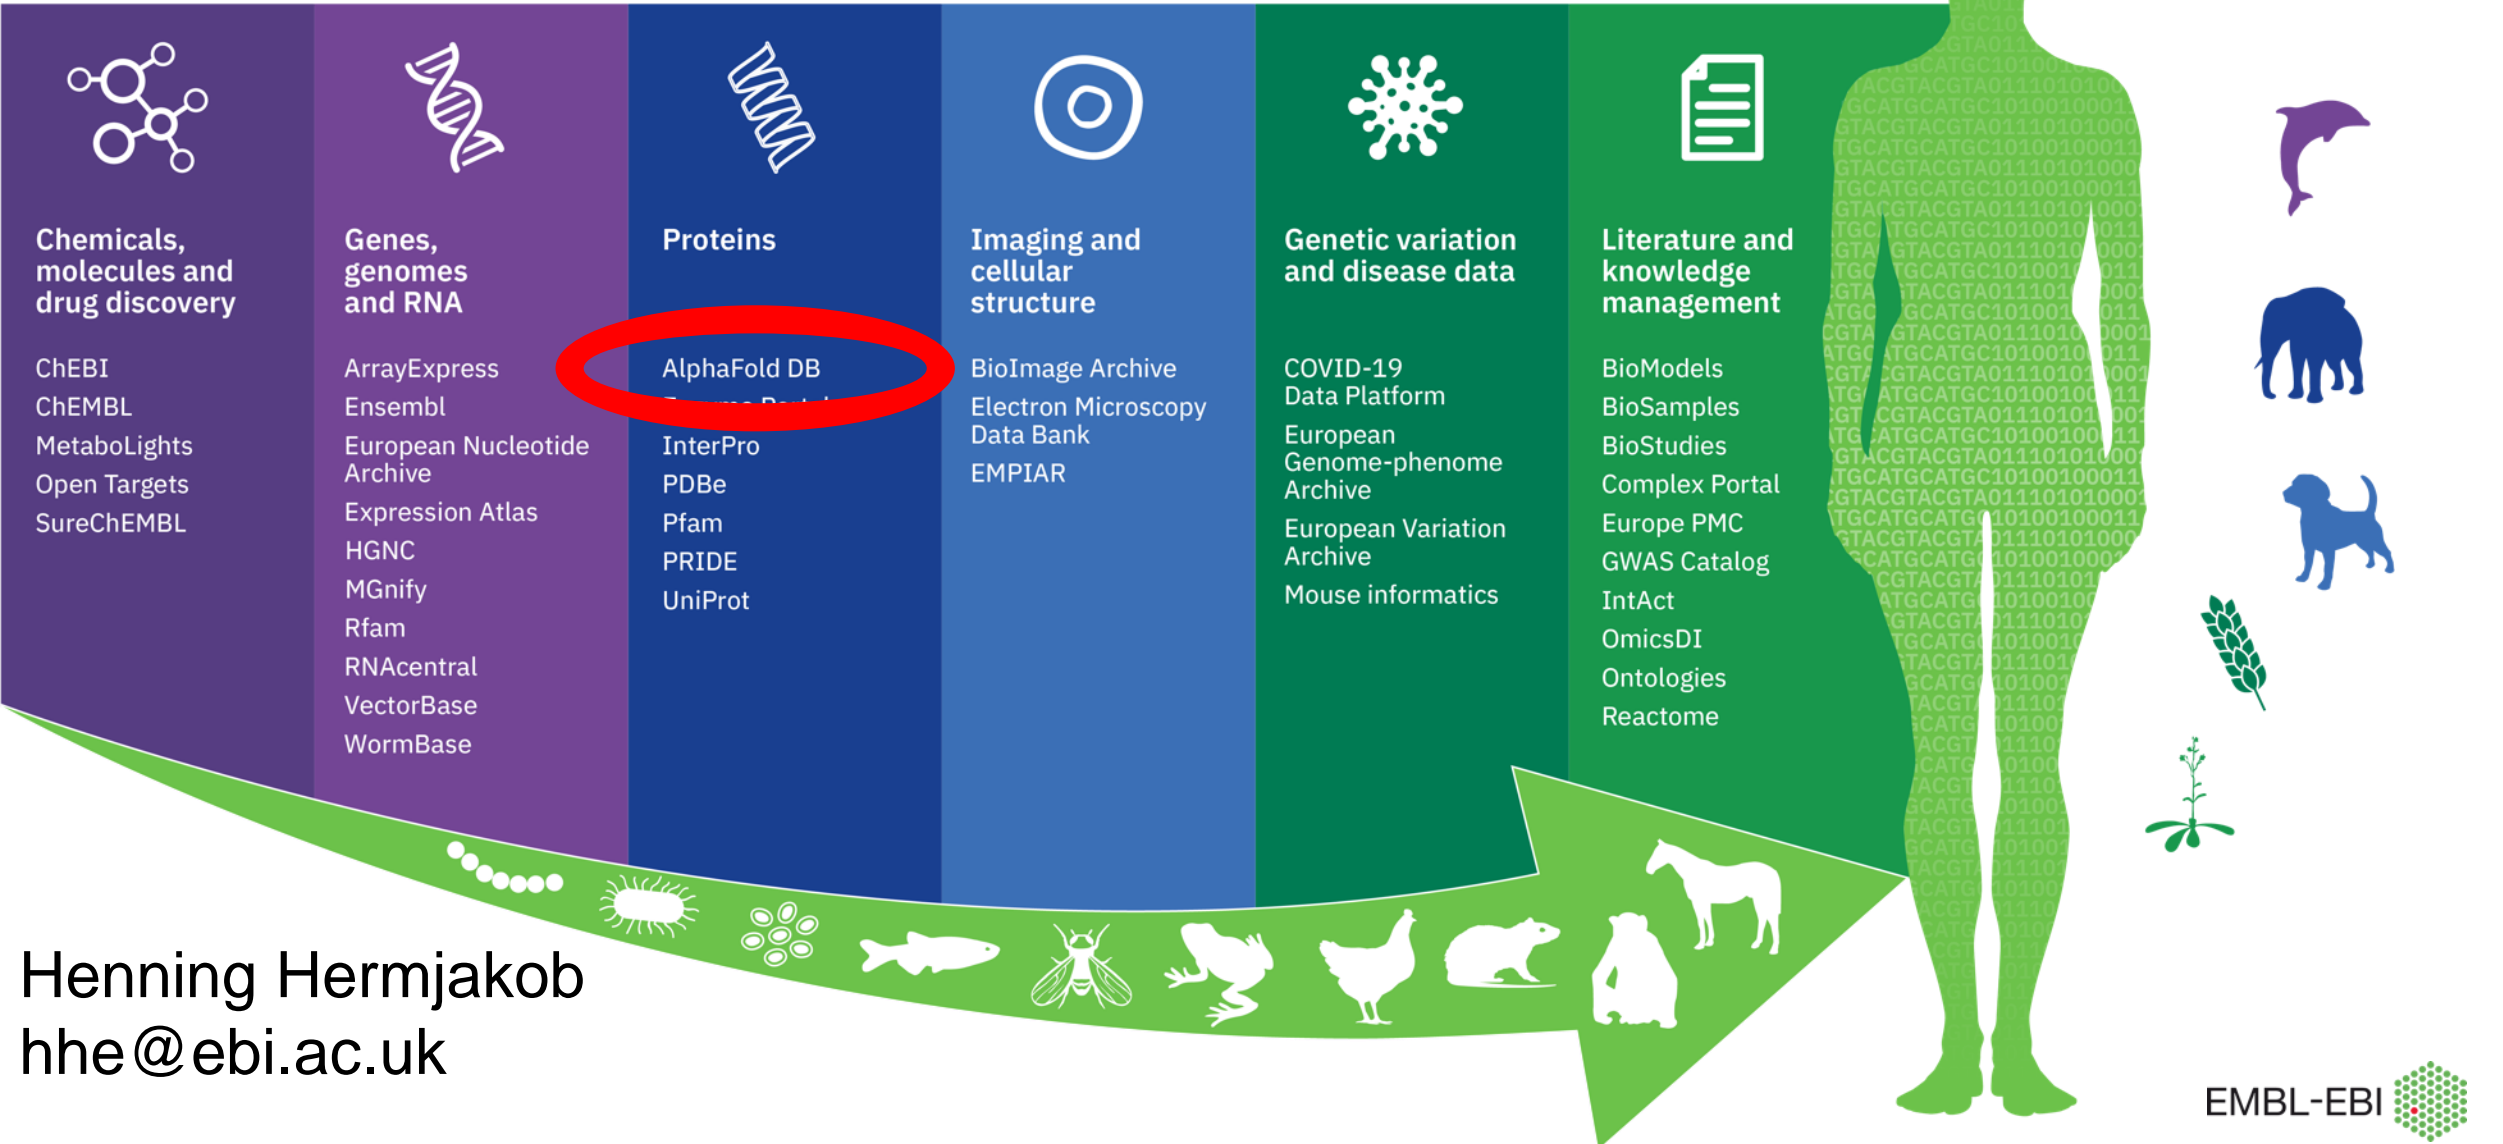 Chemicals,
molecules and
drug discovery
ChEBI
ChEMBL
MetaboLights
Open Targets
SureChEMBL
Genes,
genomes
and RNA
ArrayExpress
Ensembl
European Nucleotide
Archive
Expression Atlas
HGNC
MGnify
Rfam
RNAcentral
VectorBase
WormBase
Proteins
AlphaFold DB
InterPro
PDBe
Pfam
PRIDE
UniProt
Imaging and
cellular
structure
BioImage Archive
Electron Microscopy
Data Bank
EMPIAR
Genetic variation
and disease data
COVID-19
Data Platform
European
Genome-phenome
Archive
European Variation
Archive
Mouse informatics
Literature and
knowledge
management
BioModels
BioSamples
BioStudies
Complex Portal
Europe PMC
GWAS Catalog
IntAct
OmicsDI
Ontologies
Reactome
Henning Hermjakob
hhe@ebi.ac.uk
EMBL-EBI